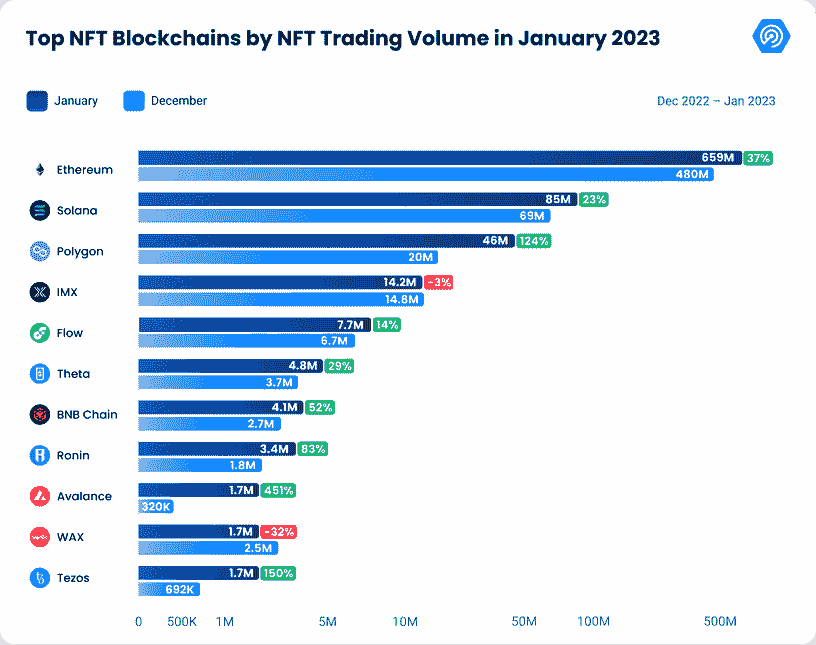 Top NFT Blockchains by NFT Trading Volume in January 2023
January December Dec 2022 – Jan 2023
Ethereum 659M 37%
480M
Solana 85M 23%
69M
Polygon 46M 124%
20M
IMX 14.2M -3%
14.8M
Flow 7.7M 14%
6.7M
Theta 4.8M 29%
3.7M
BNB Chain 4.1M 52%
2.7M
Ronin 3.4M 83%
1.8M
Avalance 1.7M 451%
320K
WAX 1.7M -32%
2.5M
Tezos 1.7M 150%
692K
0 500K 1M 5M 10M 50M 100M 500M